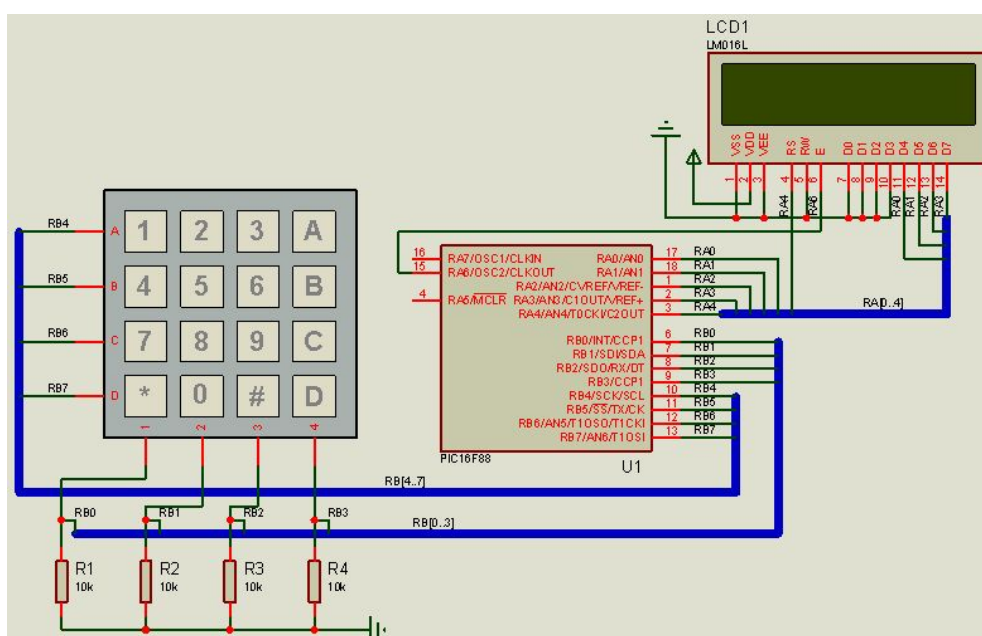 LCD1
LM016L
VSS VDD VEE RS RW E D0 D1 D2 D3 D4 D5 D6 D7
1 2 3 4 5 6 7 8 9 10 11 12 13 14
RA4 RA6 RA0 RA1 RA2 RA3
RB4 A 1 2 3 A
RB5 B 4 5 6 B
RB6 C 7 8 9 C
RB7 D * 0 # D
1 2 3 4
16 RA7/OSC1/CLKIN RA0/AN0 17 RA0
15 RA6/OSC2/CLKOUT RA1/AN1 18 RA1
RA2/AN2/CVREF/VREF- 1 RA2
4 RA5/MCLR RA3/AN3/C1OUT/VREF+ 2 RA3
RA4/AN4/T0CKI/C2OUT 3 RA4
RA[0..4]
RB0/INT/CCP1 6 RB0
RB1/SDI/SDA 7 RB1
RB2/SDO/RX/DT 8 RB2
RB3/CCP1 9 RB3
RB4/SCK/SCL 10 RB4
RB5/SS/TX/CK 11 RB5
RB6/AN5/T1OSO/T1CKI 12 RB6
RB7/AN6/T1OSI 13 RB7
PIC16F88
U1
RB[4..7]
RB0 RB1 RB2 RB3 RB[0..3]
R1 R2 R3 R4
10k 10k 10k 10k